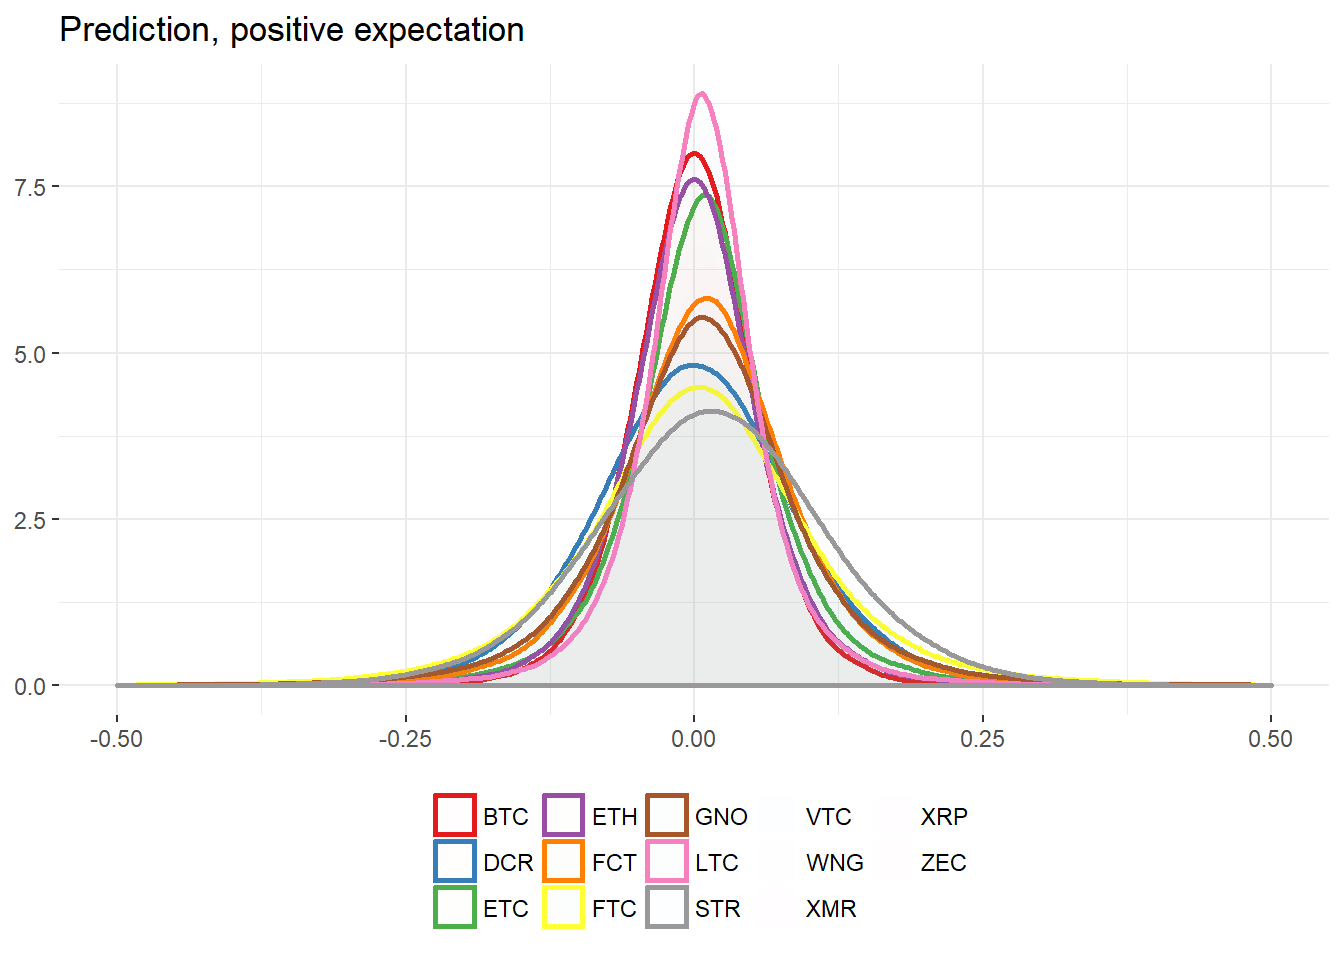 Prediction, positive expectation
7.5
5.0
2.5
0.0
-0.50 -0.25 0.00 0.25 0.50
BTC ETH GNO VTC XRP
DCR FCT LTC WNG ZEC
ETC FTC STR XMR